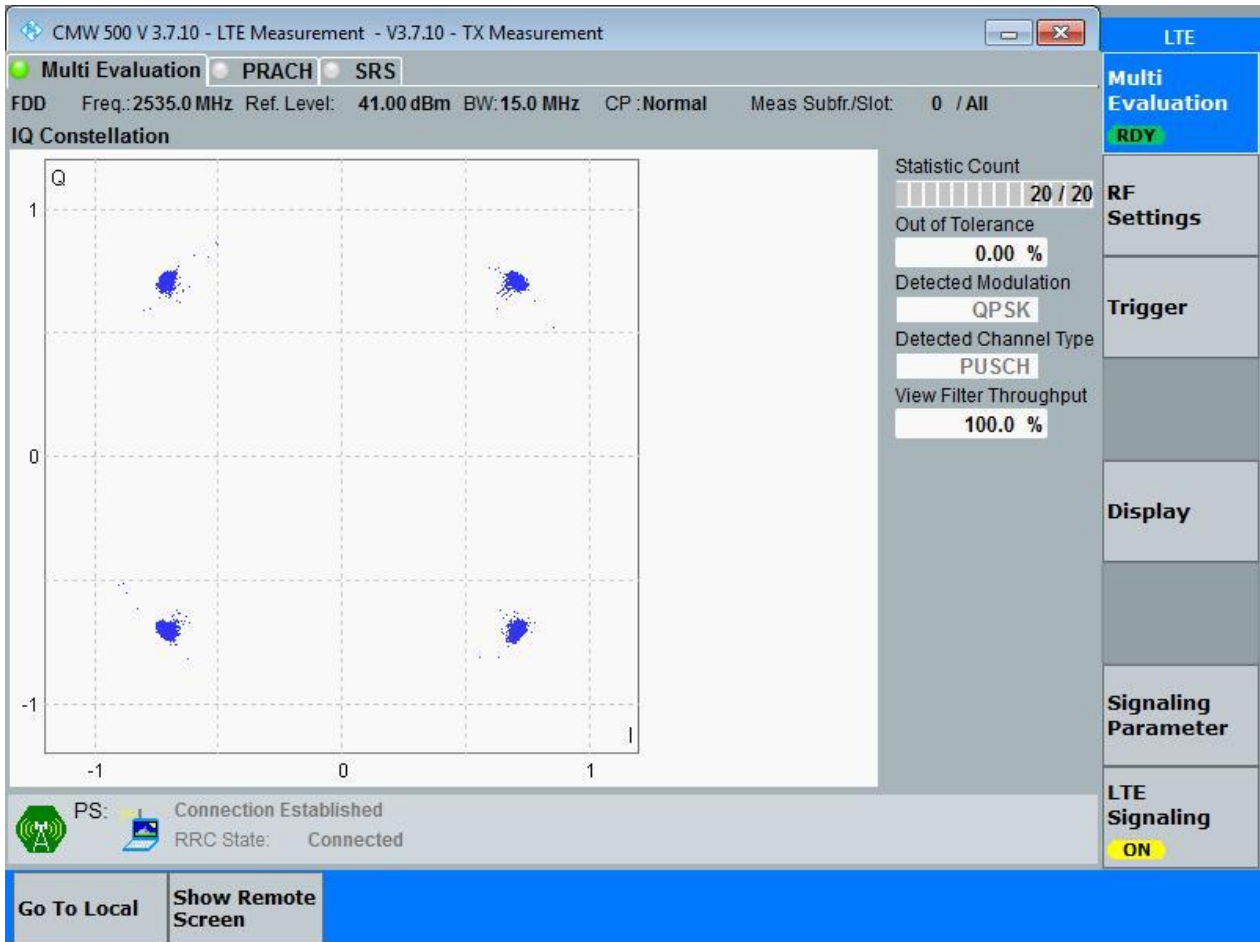 CMW 500 V 3.7.10 - LTE Measurement - V3.7.10 - TX Measurement
LTE
Multi Evaluation PRACH SRS
FDD Freq.: 2535.0 MHz Ref. Level: 41.00 dBm BW: 15.0 MHz CP : Normal Meas Subfr./Slot: 0 / All
IQ Constellation
Q
1
0
-1
I
-1 0 1
Statistic Count
20 / 20
Out of Tolerance
0.00 %
Detected Modulation
QPSK
Detected Channel Type
PUSCH
View Filter Throughput
100.0 %
Multi
Evaluation
RDY
RF
Settings
Trigger
Display
Signaling
Parameter
LTE
Signaling
ON
PS: Connection Established
RRC State: Connected
Go To Local
Show Remote
Screen